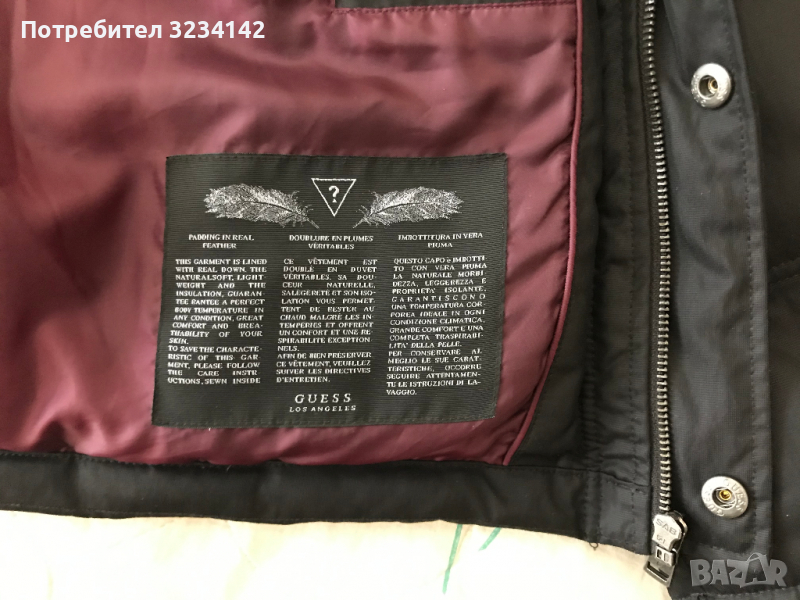 Потребител 3234142
?
PADDING IN REAL
FEATHER
THIS GARMENT IS LINED
WITH REAL DOWN. THE
NATURALSOFT, LIGHT-
WEIGHT AND THE
INSULATION, GUARAN-
TEE RANTEE A PERFECT
BODY TEMPERATURE IN
ANY CONDITION, GREAT
COMFORT AND BREA-
THABILITY OF YOUR
SKIN.
TO SAVE THE CHARACTE-
RISTIC OF THIS GAR
MENT, PLEASE FOLLOW
THE CARE INSTR
UCTIONS, SEWN INSIDE
DOUBLURE EN PLUMES
VÉRITABLES
CE VÊTEMENT EST
DOUBLÉ EN DUVET
VÉRITABLES. SA DOU-
CEUR NATURELLE,
SA LÉGERETÉ ET SON ISO-
LATION VOUS PERMET-
TENT DE RESTER AU
CHAUD MALGRÉ LES IN-
TEMPÉRIES ET OFFRENT
UN CONFORT ET UNE RE
SPIRABILITE EXCEPTION
NELS.
AFIN DE BIEN PRÉSERVER
CE VÊTEMENT, VEUILLEZ
SUIVRE LES DIRECTIVES
D'ENTRETIEN.
IMBOTTITURA IN VERA
PIUMA
QUESTO CAPO è IMBOTTI
TO CON VERA PIUMA
LA NATURALE MORBI
DEZZA, LEGGEREZZA E
PROPRIETÀ ISOLANTE,
GARANTISCONO
UNA TEMPERATURA COR-
POREA IDEALE IN OGNI
CONDIZIONE CLIMATICA,
GRANDE COMFORT E UNA
COMPLETA TRASPIRABI-
LITA' DELLA PELLE.
PER CONSERVARE AL
MEGLIO LE SUE CARAT-
TERISTICHE, OCCORRE
SEGUIRE ATTENTAMEN-
TE LE ISTRUZIONI DI LA-
VAGGIO.
GUESS
LOS ANGELES
GUESS
SAB
BAZAR